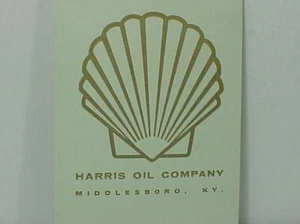 HARRIS OIL COMPANY
MIDDLESBORO, KY.